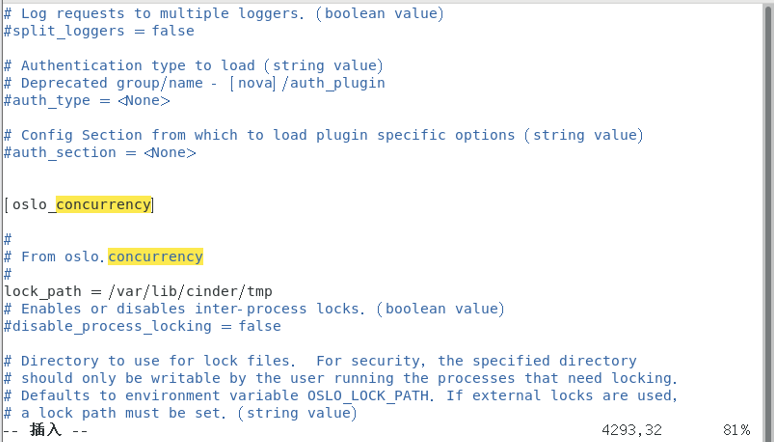 # Log requests to multiple loggers. (boolean value)
#split_loggers = false
# Authentication type to load (string value)
# Deprecated group/name - [nova]/auth_plugin
#auth_type = <None>
# Config Section from which to load plugin specific options (string value)
#auth_section = <None>
[oslo_concurrency]
#
# From oslo.concurrency
#
lock_path = /var/lib/cinder/tmp
# Enables or disables inter-process locks. (boolean value)
#disable_process_locking = false
# Directory to use for lock files.  For security, the specified directory
# should only be writable by the user running the processes that need locking.
# Defaults to environment variable OSLO_LOCK_PATH. If external locks are used,
# a lock path must be set. (string value)
-- 插入 -- 4293,32 81%